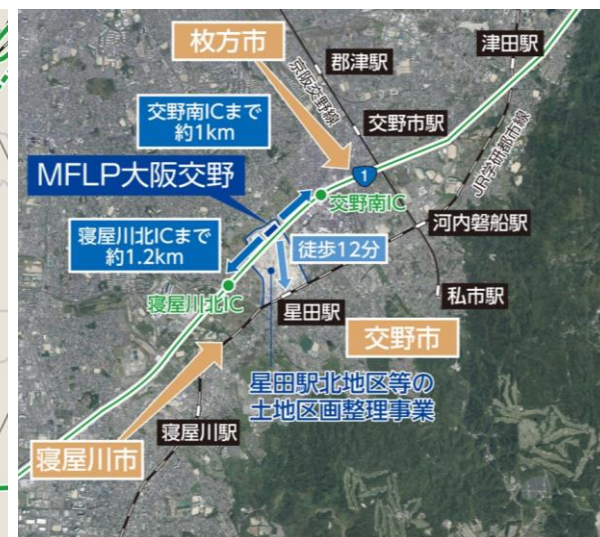 枚方市
郡津駅
津田駅
京阪交野線
交野南ICまで
約1km
交野市駅
JR学研都市線
MFLP大阪交野
1
交野南IC
河内磐船駅
寝屋川北ICまで
約1.2km
徒歩12分
寝屋川北IC
星田駅
私市駅
交野市
星田駅北地区等の
土地区画整理事業
寝屋川駅
寝屋川市